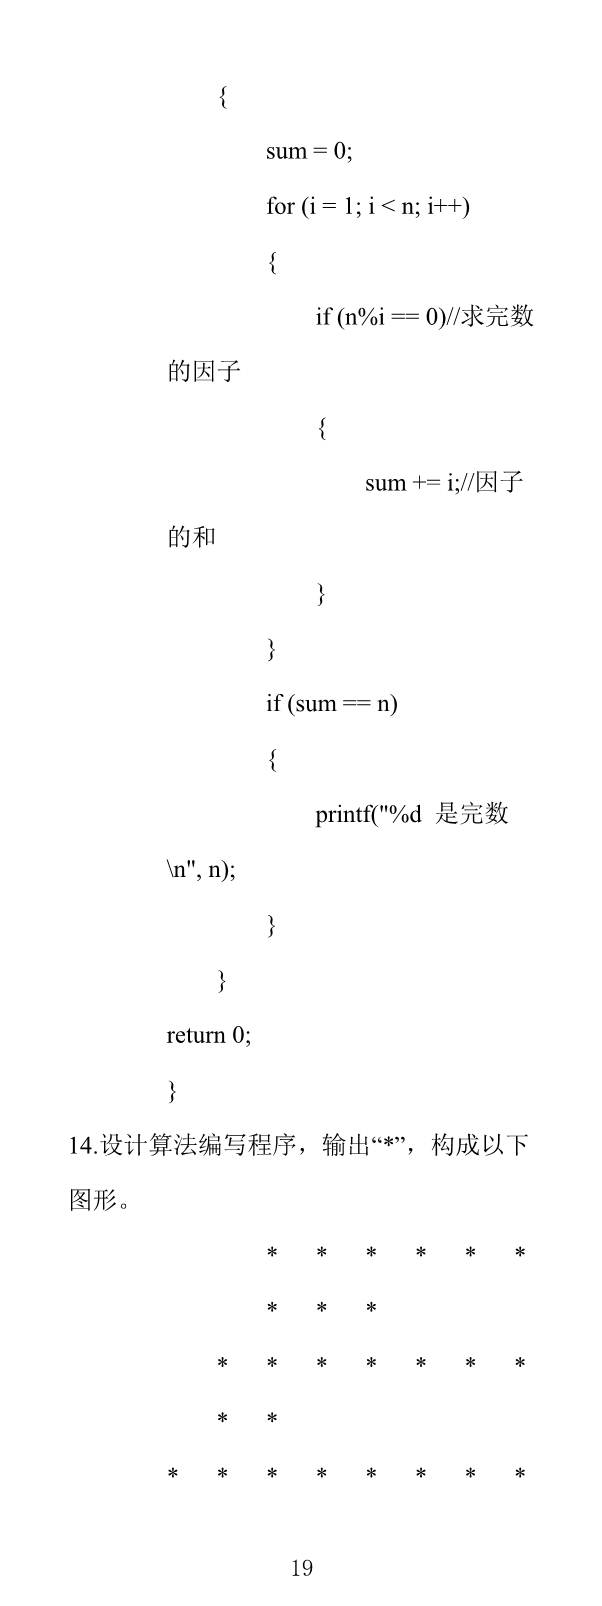 {
sum = 0;
for (i = 1; i < n; i++)
{
if (n%i == 0)//求完数
的因子
{
sum += i;//因子
的和
}
}
if (sum == n)
{
printf("%d 是完数
\n", n);
}
}
return 0;
}
14.设计算法编写程序，输出“*”，构成以下
图形。
* * * * * *
* * *
* * * * * * *
* *
* * * * * * * *
19